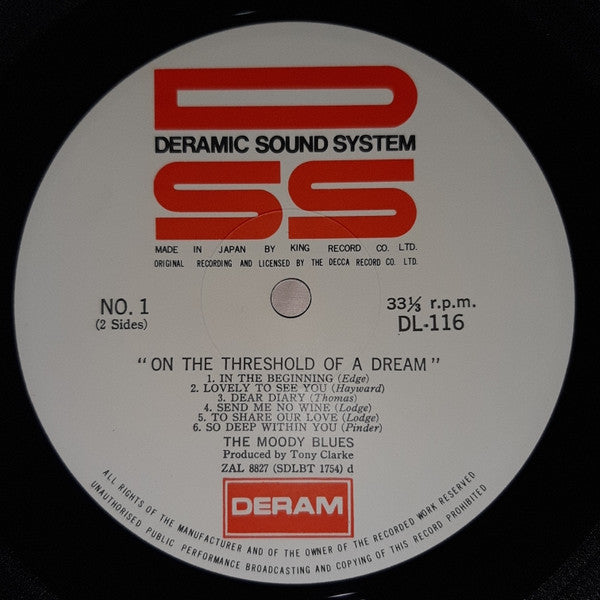 D
DERAMIC SOUND SYSTEM
SS
MADE IN JAPAN BY KING RECORD CO. LTD.
ORIGINAL RECORDING AND LICENSED BY THE DECCA RECORD CO. LTD.
NO. 1
(2 Sides)
33⅓ r.p.m.
DL-116
"ON THE THRESHOLD OF A DREAM"
1. IN THE BEGINNING (Edge)
2. LOVELY TO SEE YOU (Hayward)
3. DEAR DIARY (Thomas)
4. SEND ME NO WINE (Lodge)
5. TO SHARE OUR LOVE (Lodge)
6. SO DEEP WITHIN YOU (Pinder)
THE MOODY BLUES
Produced by Tony Clarke
ZAL 8827 (SDLBT 1754) d
DERAM
ALL RIGHTS OF THE MANUFACTURER AND OF THE OWNER OF THE RECORDED WORK RESERVED
UNAUTHORISED PUBLIC PERFORMANCE BROADCASTING AND COPYING OF THIS RECORD PROHIBITED